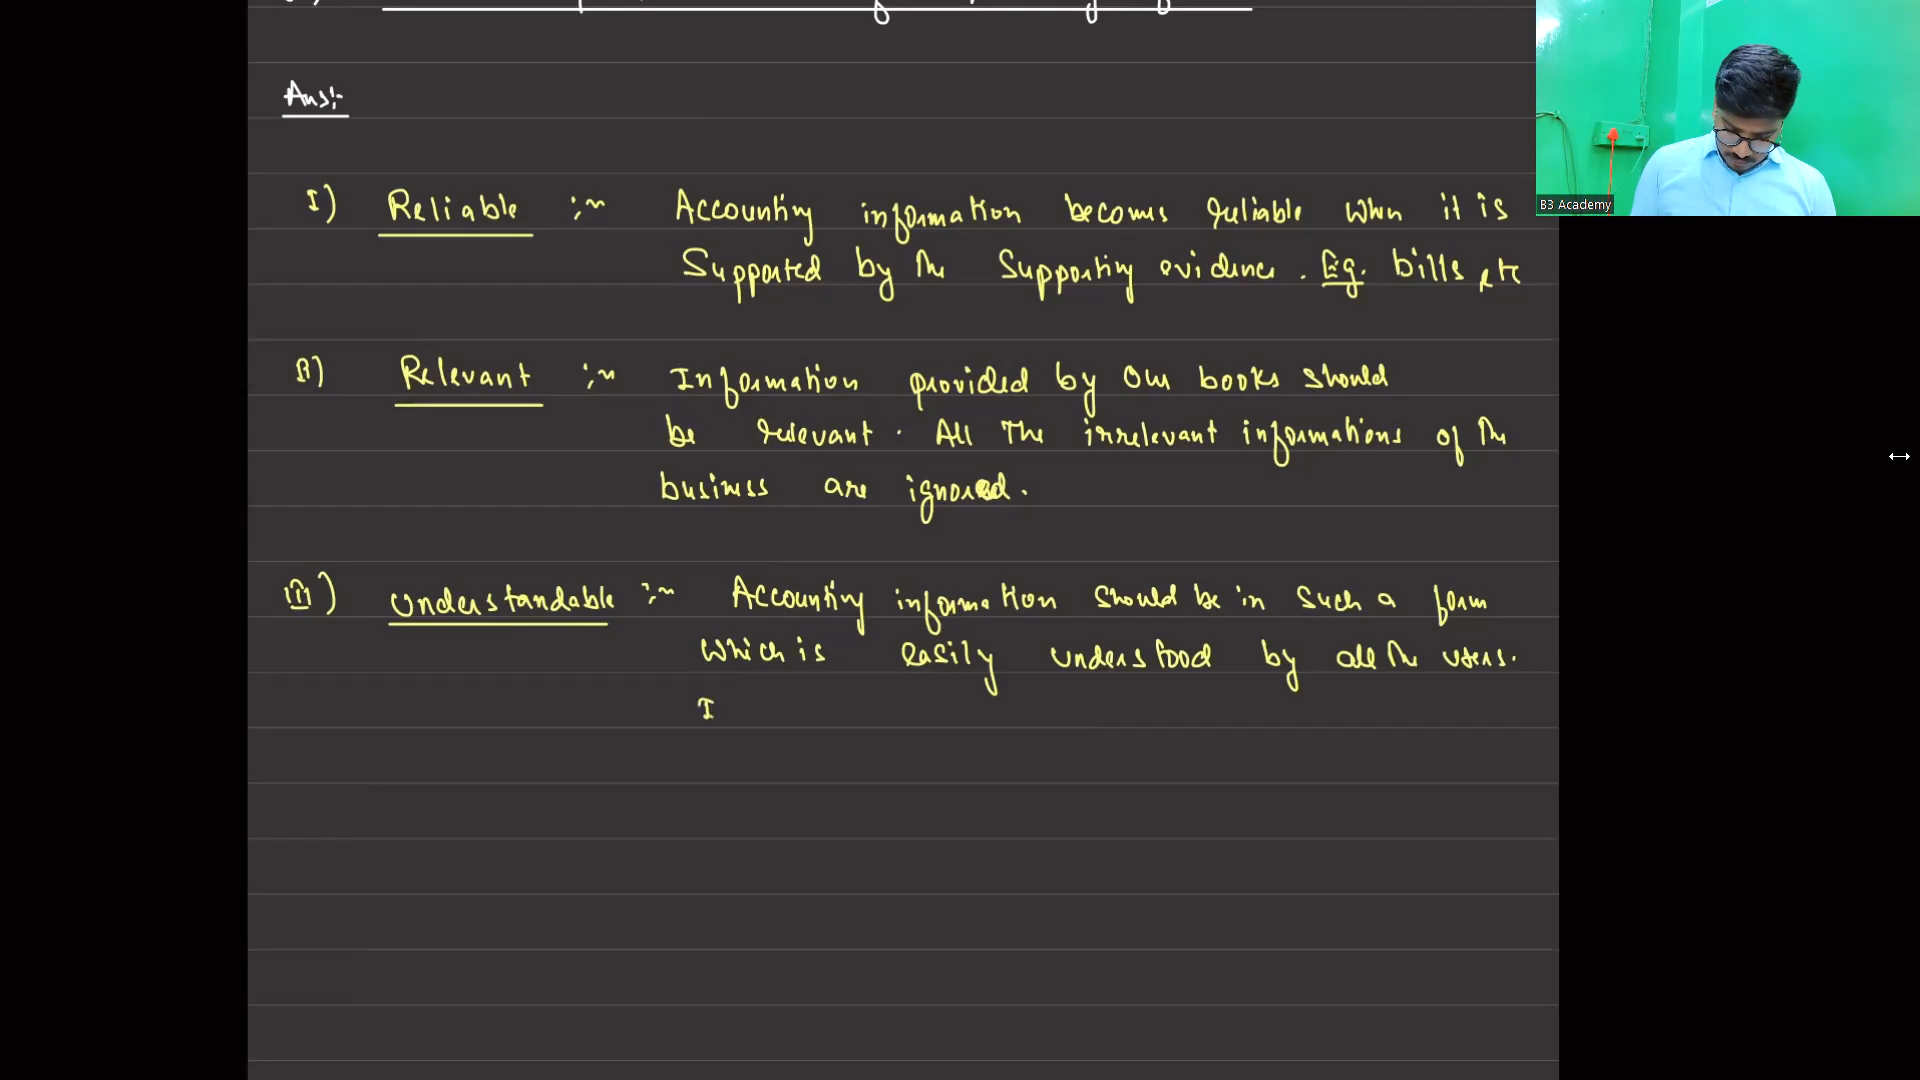 Ans:-
I) Reliable :- Accounting information becomes reliable when it is
Supported by the Supporting evidence. Eg. bills, etc
II) Relevant :- Information provided by our books should
be relevant. All The irrelevant informations of the
business are ignored.
III) Understandable :- Accounting information should be in such a form
which is easily understood by all the users.
I
B3 Academy